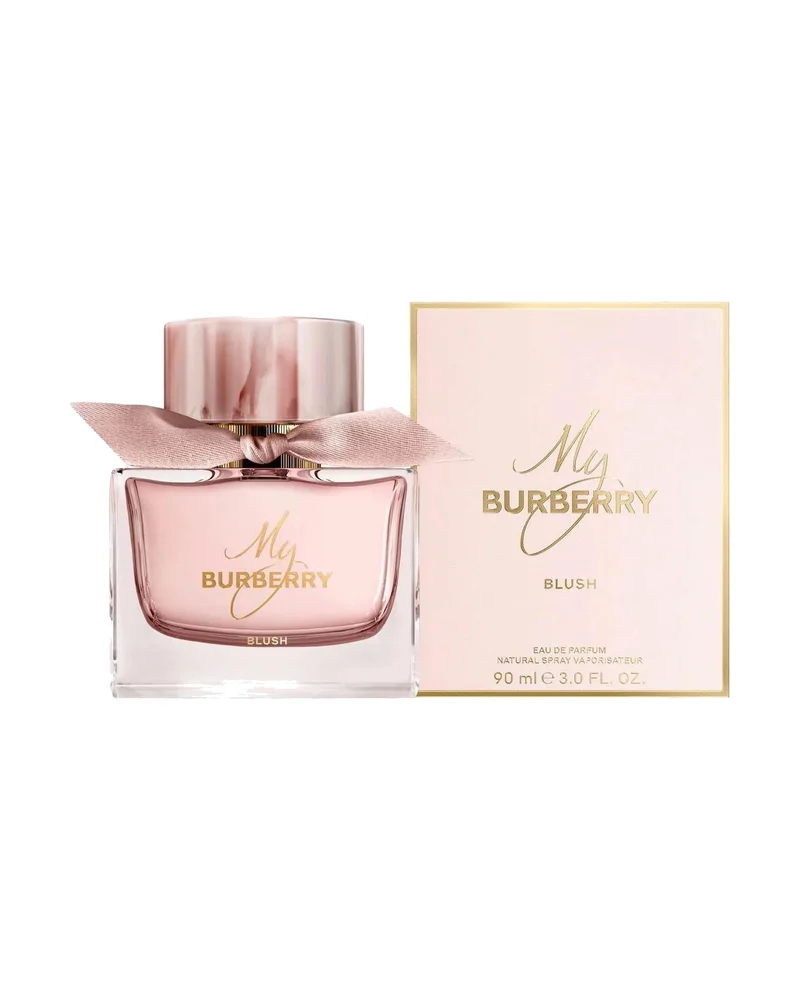 My
BURBERRY
BLUSH
My
BURBERRY
BLUSH
EAU DE PARFUM
NATURAL SPRAY VAPORISATEUR
90 ml ℮ 3.0 FL. OZ.